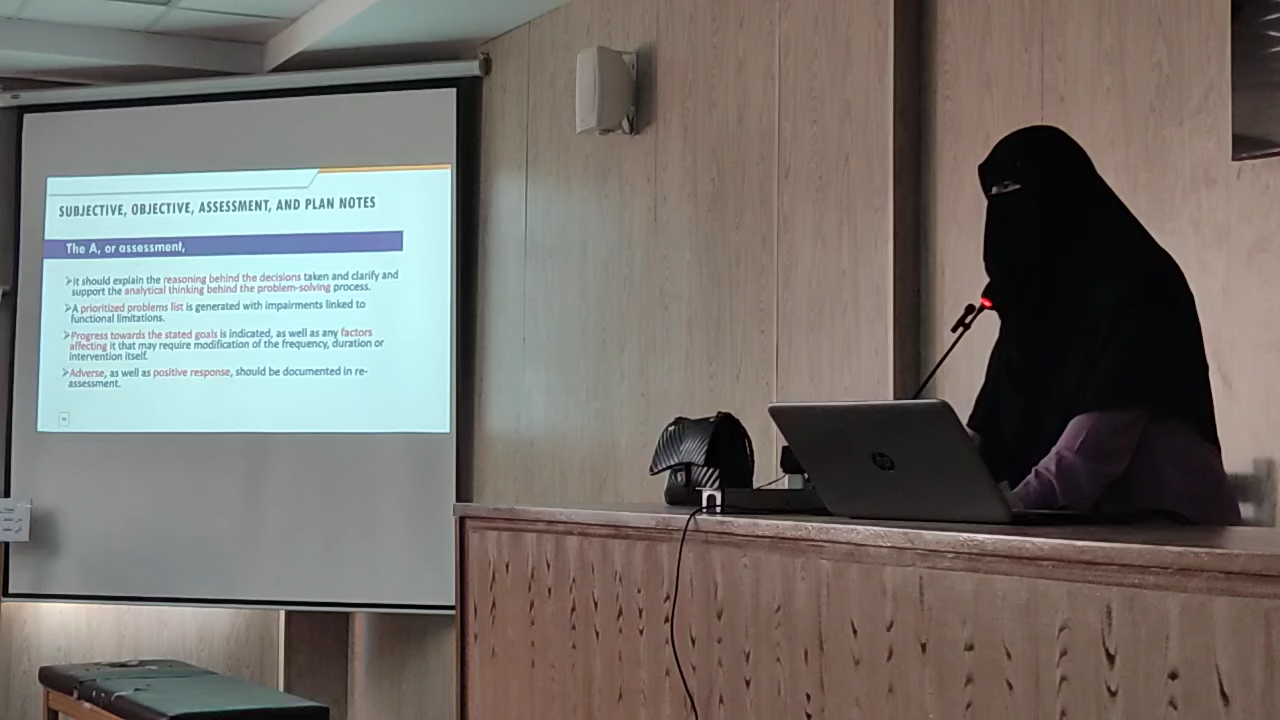 SUBJECTIVE, OBJECTIVE, ASSESSMENT, AND PLAN NOTES
The A, or assessment,
➢It should explain the reasoning behind the decisions taken and clarify and
support the analytical thinking behind the problem-solving process.
➢A prioritized problems list is generated with impairments linked to
functional limitations.
➢Progress towards the stated goals is indicated, as well as any factors
affecting it that may require modification of the frequency, duration or
intervention itself.
➢Adverse, as well as positive response, should be documented in re-
assessment.
hp